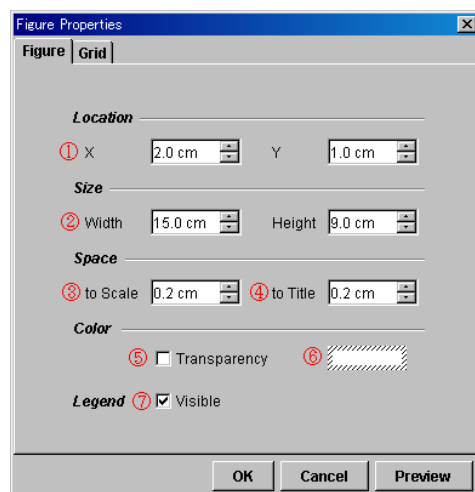 Figure Properties
Figure Grid
Location
① X 2.0 cm Y 1.0 cm
Size
② Width 15.0 cm Height 9.0 cm
Space
③ to Scale 0.2 cm ④ to Title 0.2 cm
Color
⑤ Transparency ⑥
Legend ⑦ Visible
OK Cancel Preview